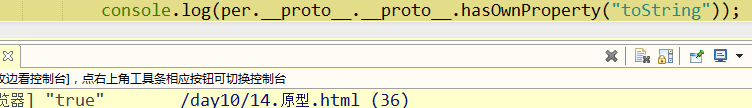 console.log(per.__proto__.__proto__.hasOwnProperty("toString"));
边看控制台],点右上角工具条相应按钮可切换控制台
览器] "true" /day10/14.原型.html (36)